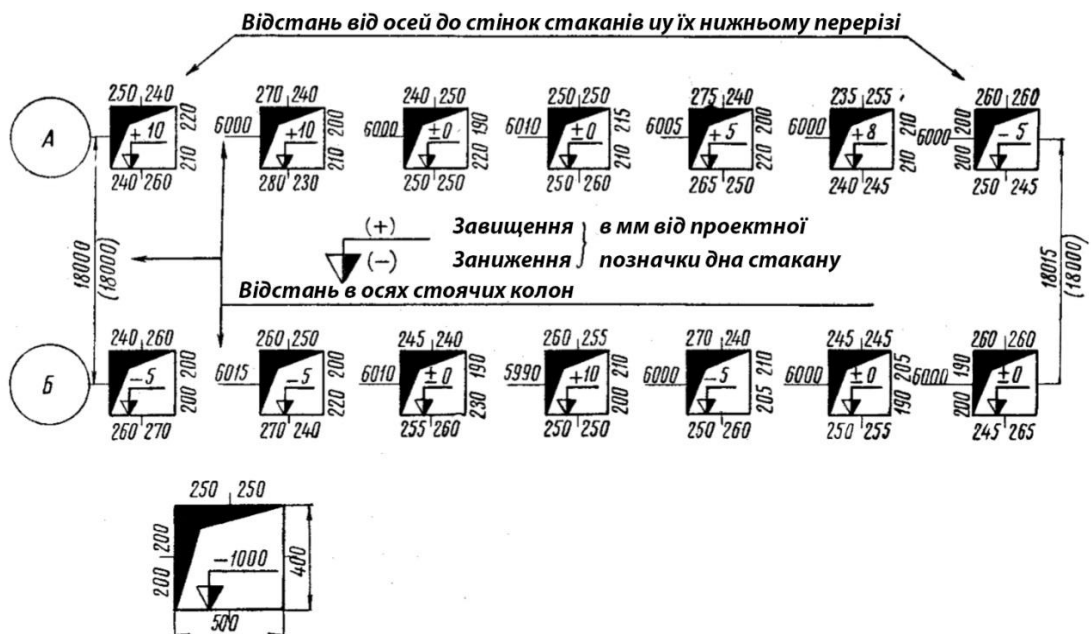 Відстань від осей до стінок стаканів иу їх нижньому перерізі
250 240 270 240 240 250 250 250 275 240 235 255 260 260
А +10 220 210 6000 +10 200 210 6000 ±0 190 220 6010 ±0 215 210 6005 +5 200 220 6000 +8 210 210 6000 200 200 -5
240 260 280 230 250 250 250 260 265 250 240 245 250 245
18000 (18000)
(+) Завищення в мм від проектної
(-) Заниження позначки дна стакану
18015 (18000)
Відстань в осях стоячих колон
240 260 260 250 245 240 260 255 270 240 245 245 260 260
Б -5 200 200 6015 -5 200 220 6010 ±0 190 230 5990 +10 210 200 6000 -5 210 205 6000 ±0 205 190 6000 190 200 ±0
260 270 270 240 255 260 250 250 250 260 250 255 245 265
250 250
200 200 -1000 400
500